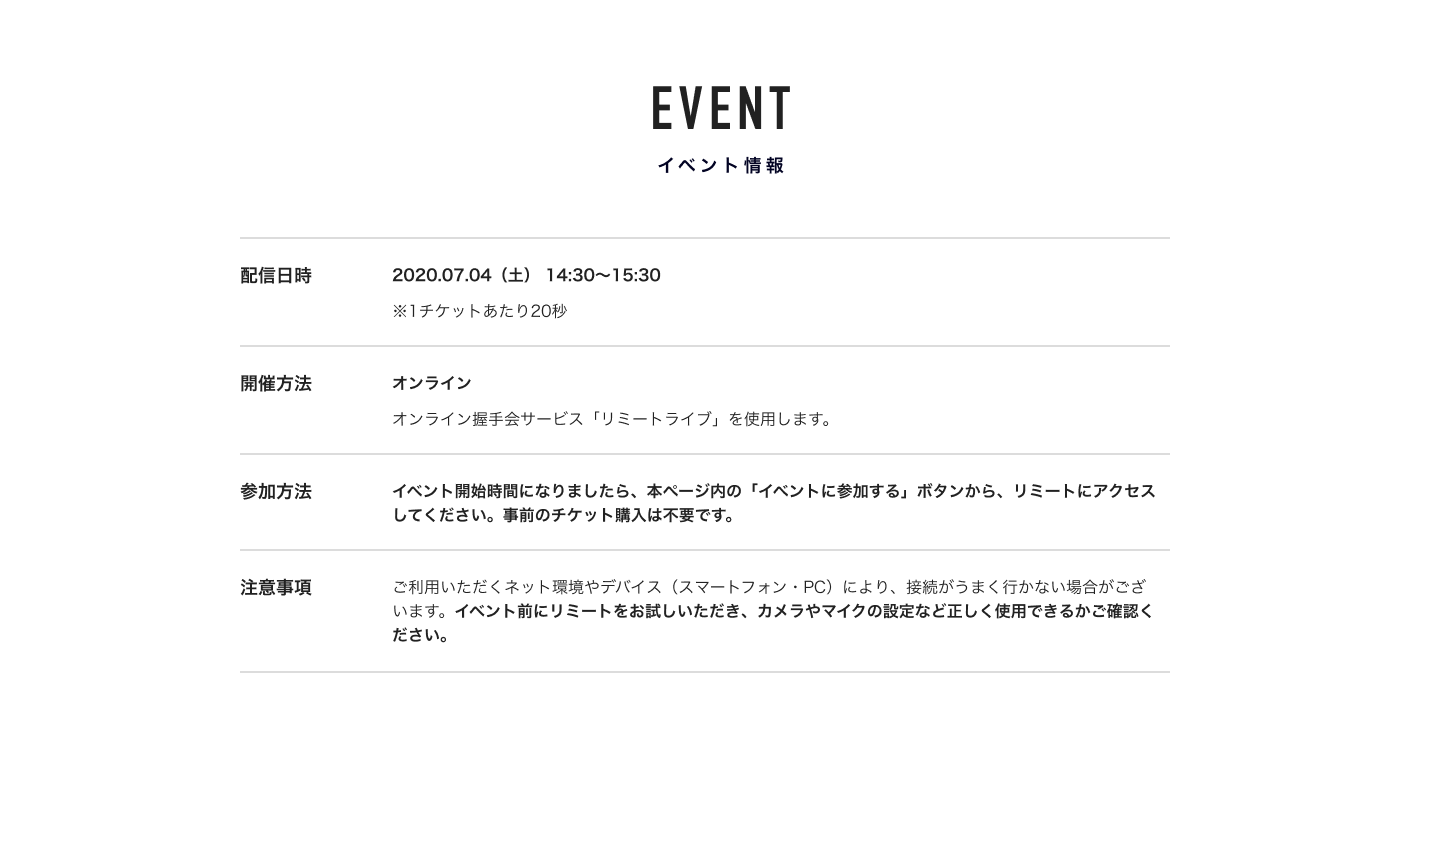 EVENT
イベント情報
配信日時
2020.07.04（土） 14:30〜15:30
※1チケットあたり20秒
開催方法
オンライン
オンライン握手会サービス「リミートライブ」を使用します。
参加方法
イベント開始時間になりましたら、本ページ内の「イベントに参加する」ボタンから、リミートにアクセス
してください。事前のチケット購入は不要です。
注意事項
ご利用いただくネット環境やデバイス（スマートフォン・PC）により、接続がうまく行かない場合がござ
います。イベント前にリミートをお試しいただき、カメラやマイクの設定など正しく使用できるかご確認く
ださい。